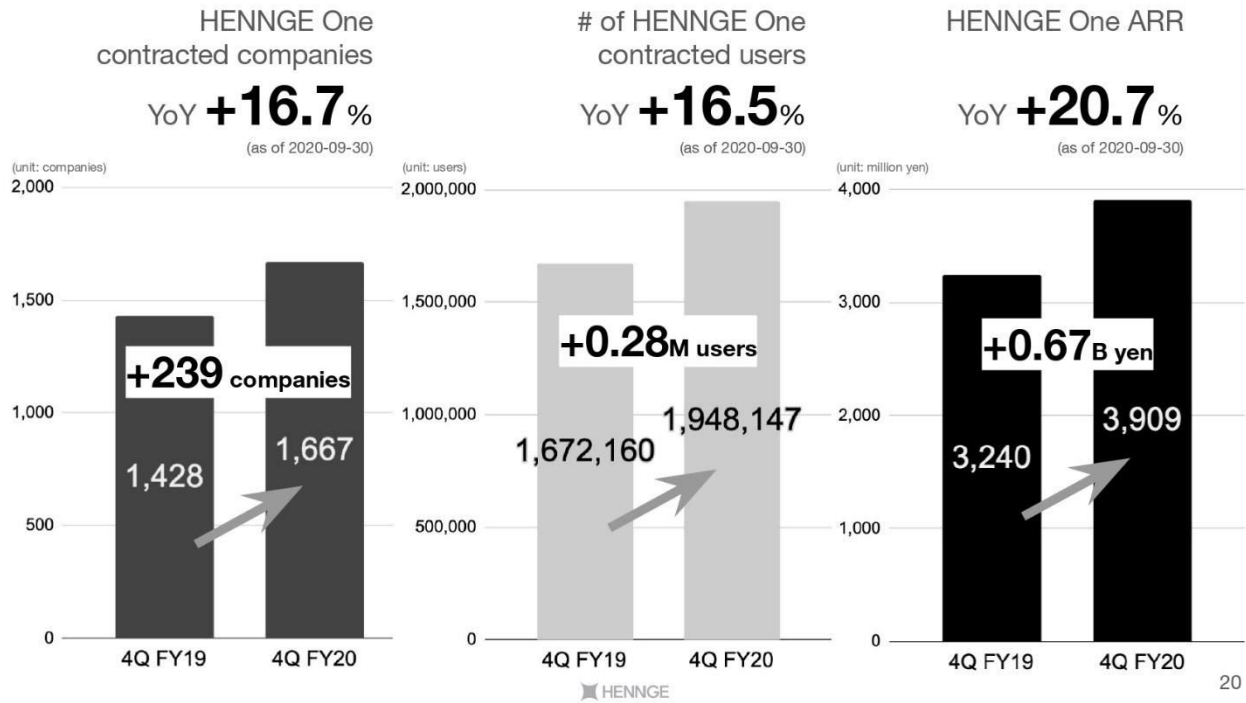 HENNGE One
contracted companies
YoY +16.7%
(as of 2020-09-30)
(unit: companies)
2,000
1,500
1,000
500
0
+239 companies
1,428
1,667
4Q FY19
4Q FY20
# of HENNGE One
contracted users
YoY +16.5%
(as of 2020-09-30)
(unit: users)
2,000,000
1,500,000
1,000,000
500,000
0
+0.28M users
1,672,160
1,948,147
4Q FY19
4Q FY20
HENNGE One ARR
YoY +20.7%
(as of 2020-09-30)
(unit: million yen)
4,000
3,000
2,000
1,000
0
+0.67B yen
3,240
3,909
4Q FY19
4Q FY20
HENNGE
20